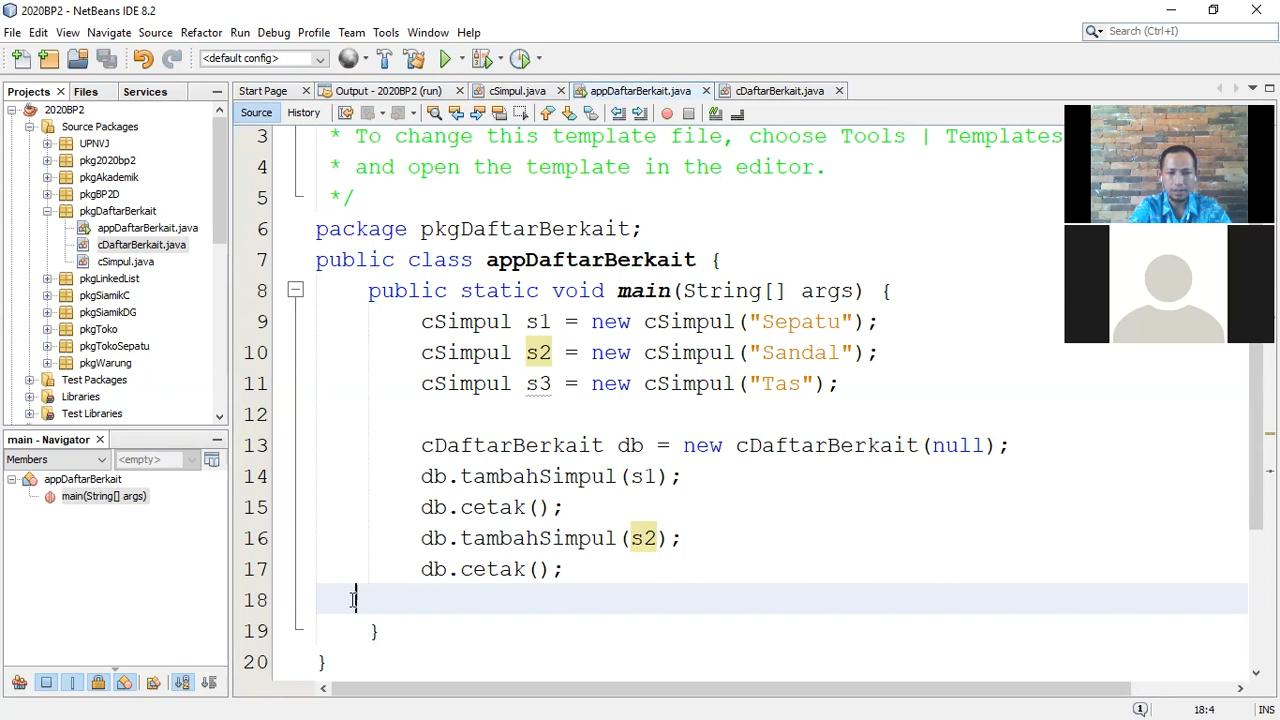 2020BP2 - NetBeans IDE 8.2
File Edit View Navigate Source Refactor Run Debug Profile Team Tools Window Help
Search (Ctrl+I)
<default config>
Projects Files Services
Start Page Output - 2020BP2 (run) cSimpul.java appDaftarBerkait.java cDaftarBerkait.java
Source History
2020BP2
Source Packages
UPNVJ
pkg2020bp2
pkgAkademik
pkgBP2D
pkgDaftarBerkait
appDaftarBerkait.java
cDaftarBerkait.java
cSimpul.java
pkgLinkedList
pkgSiamikC
pkgSiamikDG
pkgToko
pkgTokoSepatu
pkgWarung
Test Packages
Libraries
Test Libraries
main - Navigator
Members <empty>
appDaftarBerkait
main(String[] args)
3 * To change this template file, choose Tools | Templates
4 * and open the template in the editor.
5 */
6 package pkgDaftarBerkait;
7 public class appDaftarBerkait {
8 public static void main(String[] args) {
9 cSimpul s1 = new cSimpul("Sepatu");
10 cSimpul s2 = new cSimpul("Sandal");
11 cSimpul s3 = new cSimpul("Tas");
12
13 cDaftarBerkait db = new cDaftarBerkait(null);
14 db.tambahSimpul(s1);
15 db.cetak();
16 db.tambahSimpul(s2);
17 db.cetak();
18
19 }
20 }
18:4 INS